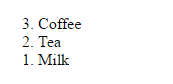 3. Coffee
2. Tea
1. Milk